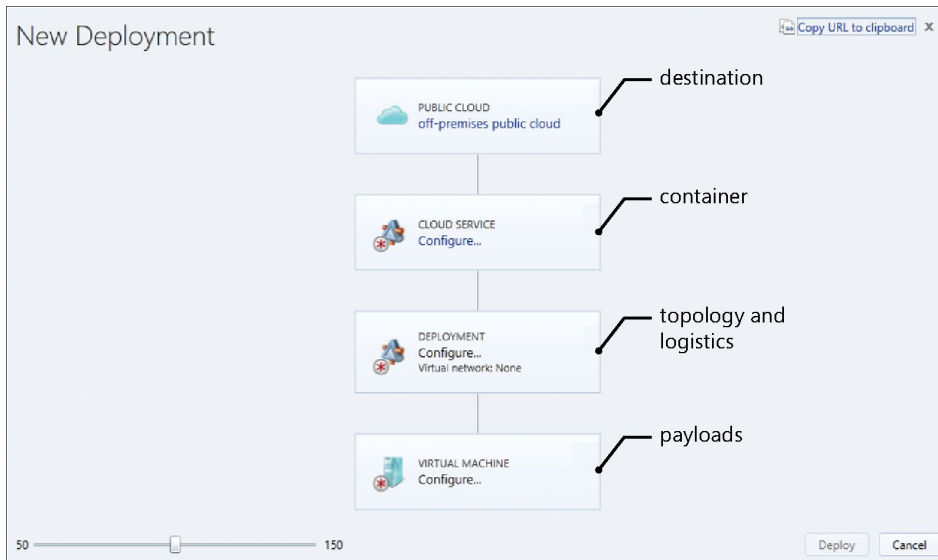 New Deployment
Copy URL to clipboard x
destination
PUBLIC CLOUD
off-premises public cloud
container
CLOUD SERVICE
Configure...
topology and
logistics
DEPLOYMENT
Configure...
Virtual network: None
payloads
VIRTUAL MACHINE
Configure...
50 150
Deploy Cancel